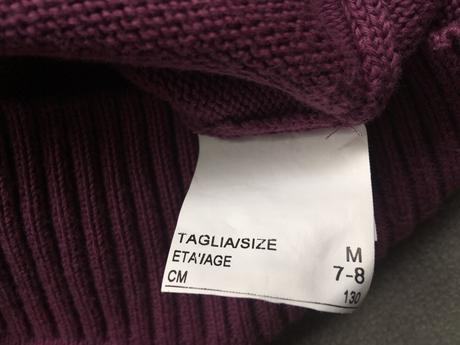 TAGLIA/SIZE M
ETA'/AGE 7-8
CM 130